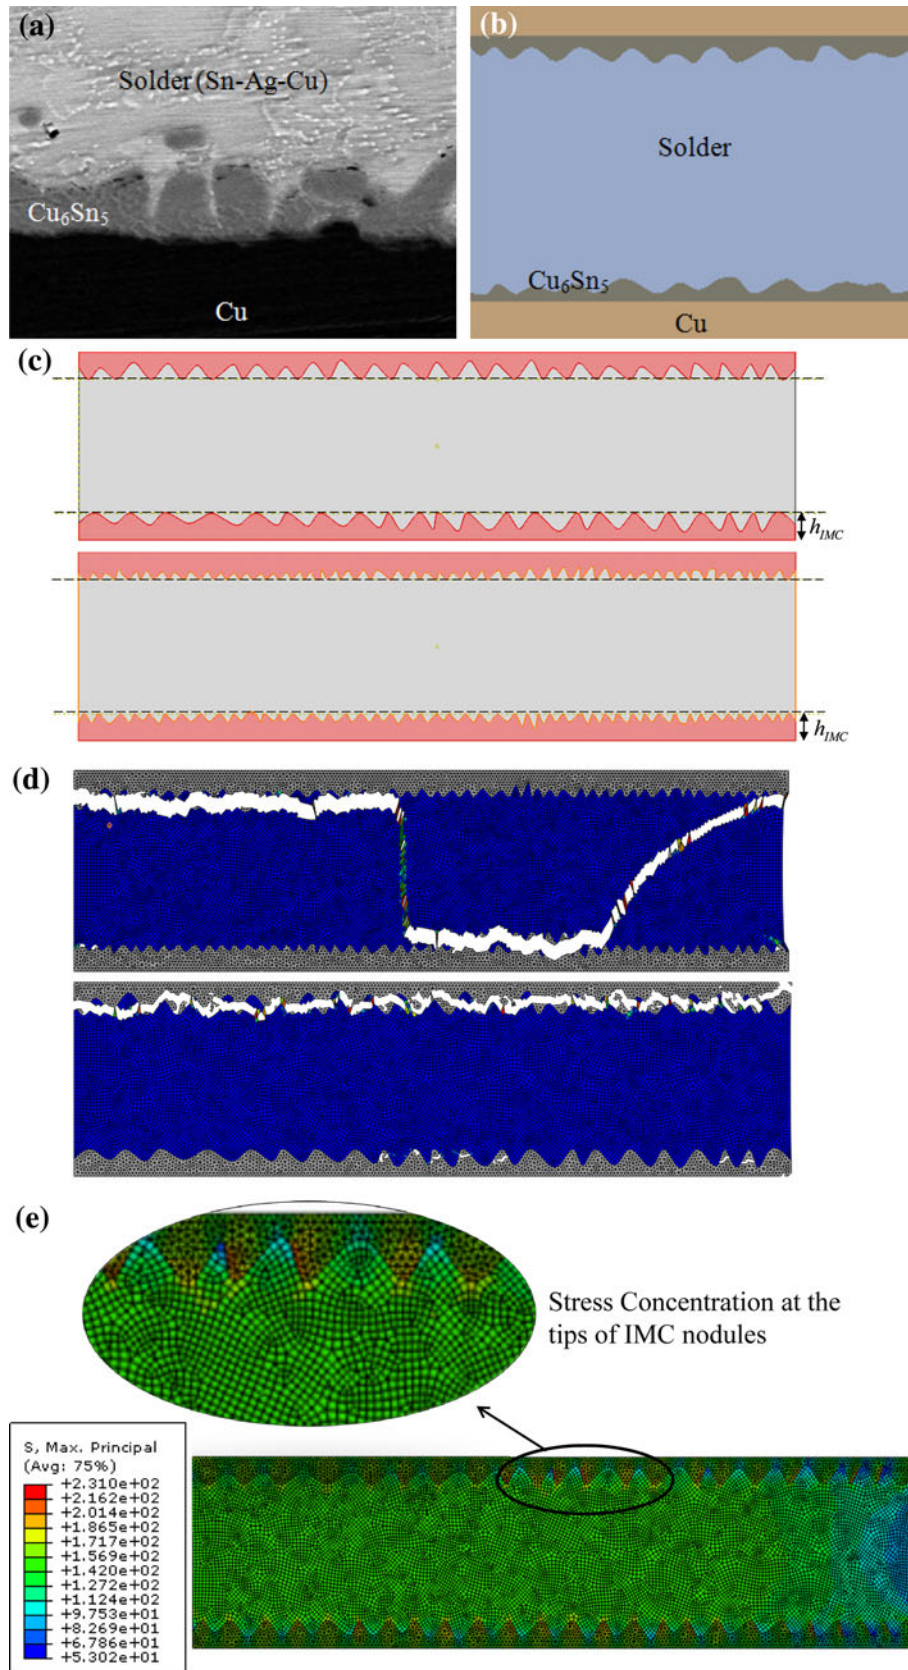 (a)
Solder (Sn-Ag-Cu)
Cu₆Sn₅
Cu
(b)
Solder
Cu₆Sn₅
Cu
(c)
h_IMC
h_IMC
(d)
(e)
Stress Concentration at the
tips of IMC nodules
S, Max. Principal
(Avg: 75%)
+2.310e+02
+2.162e+02
+2.014e+02
+1.865e+02
+1.717e+02
+1.569e+02
+1.420e+02
+1.272e+02
+1.124e+02
+9.753e+01
+8.269e+01
+6.786e+01
+5.302e+01